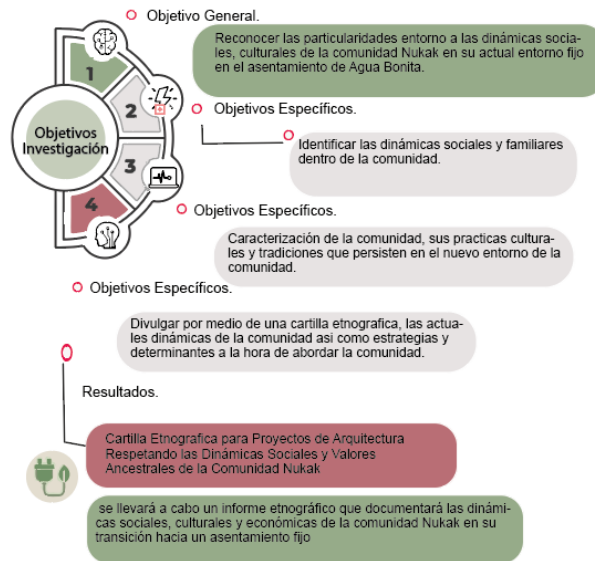 Objetivo General.
Reconocer las particularidades entorno a las dinámicas socia-
les, culturales de la comunidad Nukak en su actual entorno fijo
en el asentamiento de Agua Bonita.
1
2
Objetivos Específicos.
Objetivos
Investigación
Identificar las dinámicas sociales y familiares
dentro de la comunidad.
3
4
Objetivos Específicos.
Caracterización de la comunidad, sus practicas cultura-
les y tradiciones que persisten en el nuevo entorno de la
comunidad.
Objetivos Específicos.
Divulgar por medio de una cartilla etnografica, las actua-
les dinámicas de la comunidad asi como estrategias y
determinantes a la hora de abordar la comunidad.
Resultados.
Cartilla Etnografica para Proyectos de Arquitectura
Respetando las Dinámicas Sociales y Valores
Ancestrales de la Comunidad Nukak
se llevará a cabo un informe etnográfico que documentará las dinámi-
cas sociales, culturales y económicas de la comunidad Nukak en su
transición hacia un asentamiento fijo